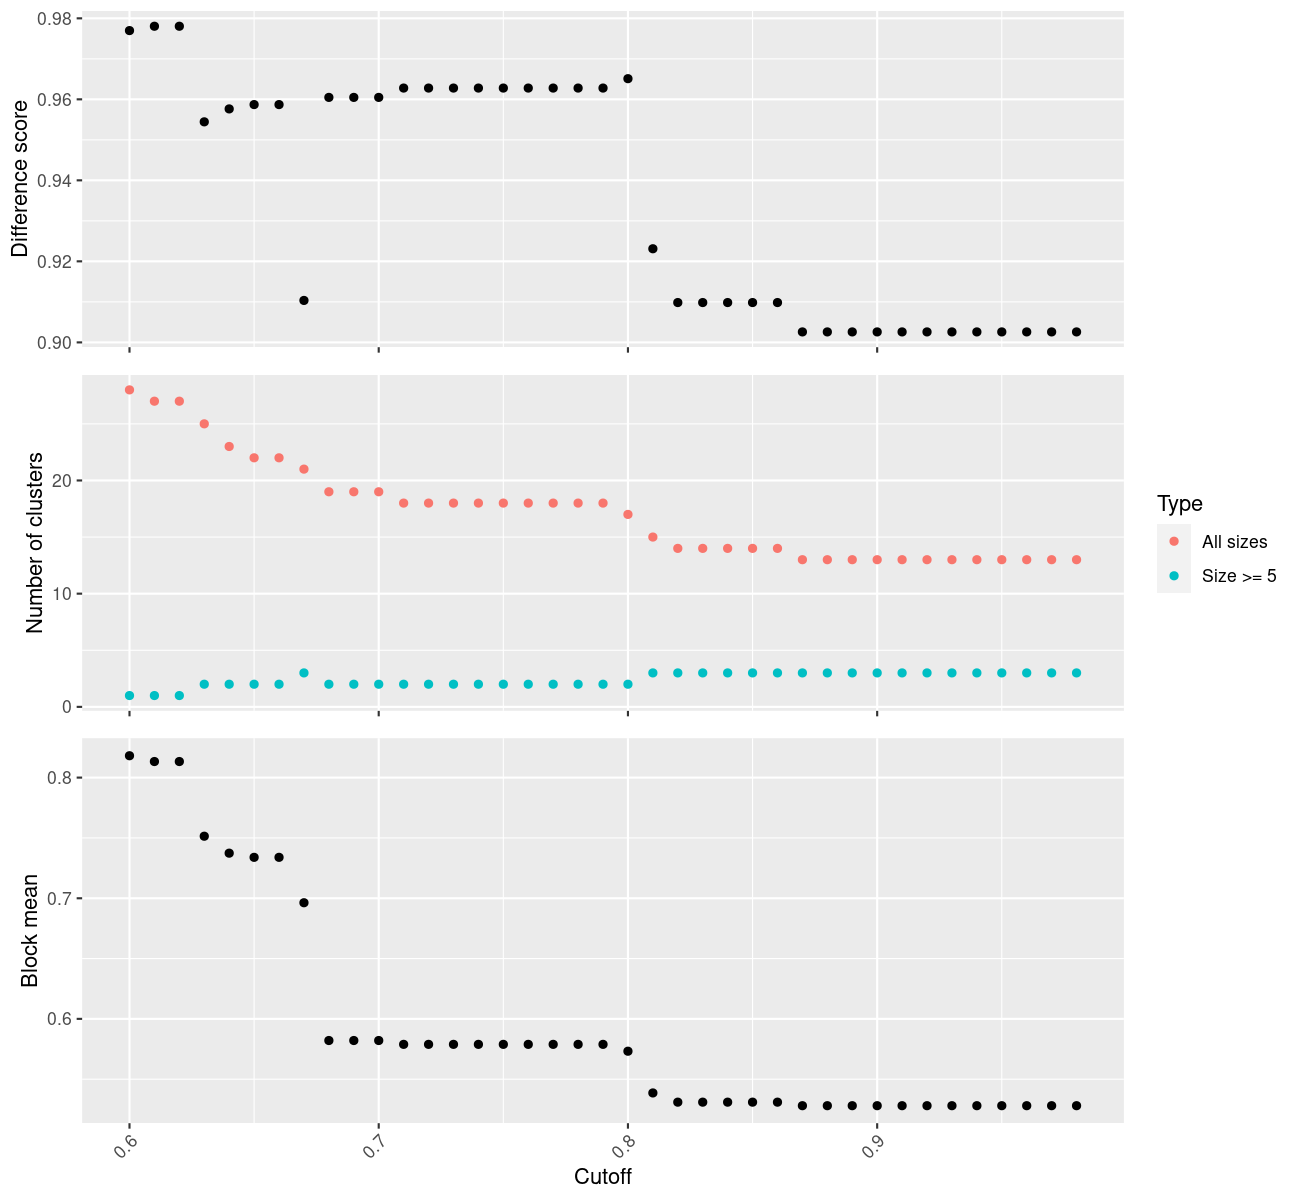 0.98
0.96
0.94
0.92
0.90
Difference score
20
10
0
Number of clusters
Type
All sizes
Size >= 5
0.8
0.7
0.6
Block mean
0.6
0.7
0.8
0.9
Cutoff